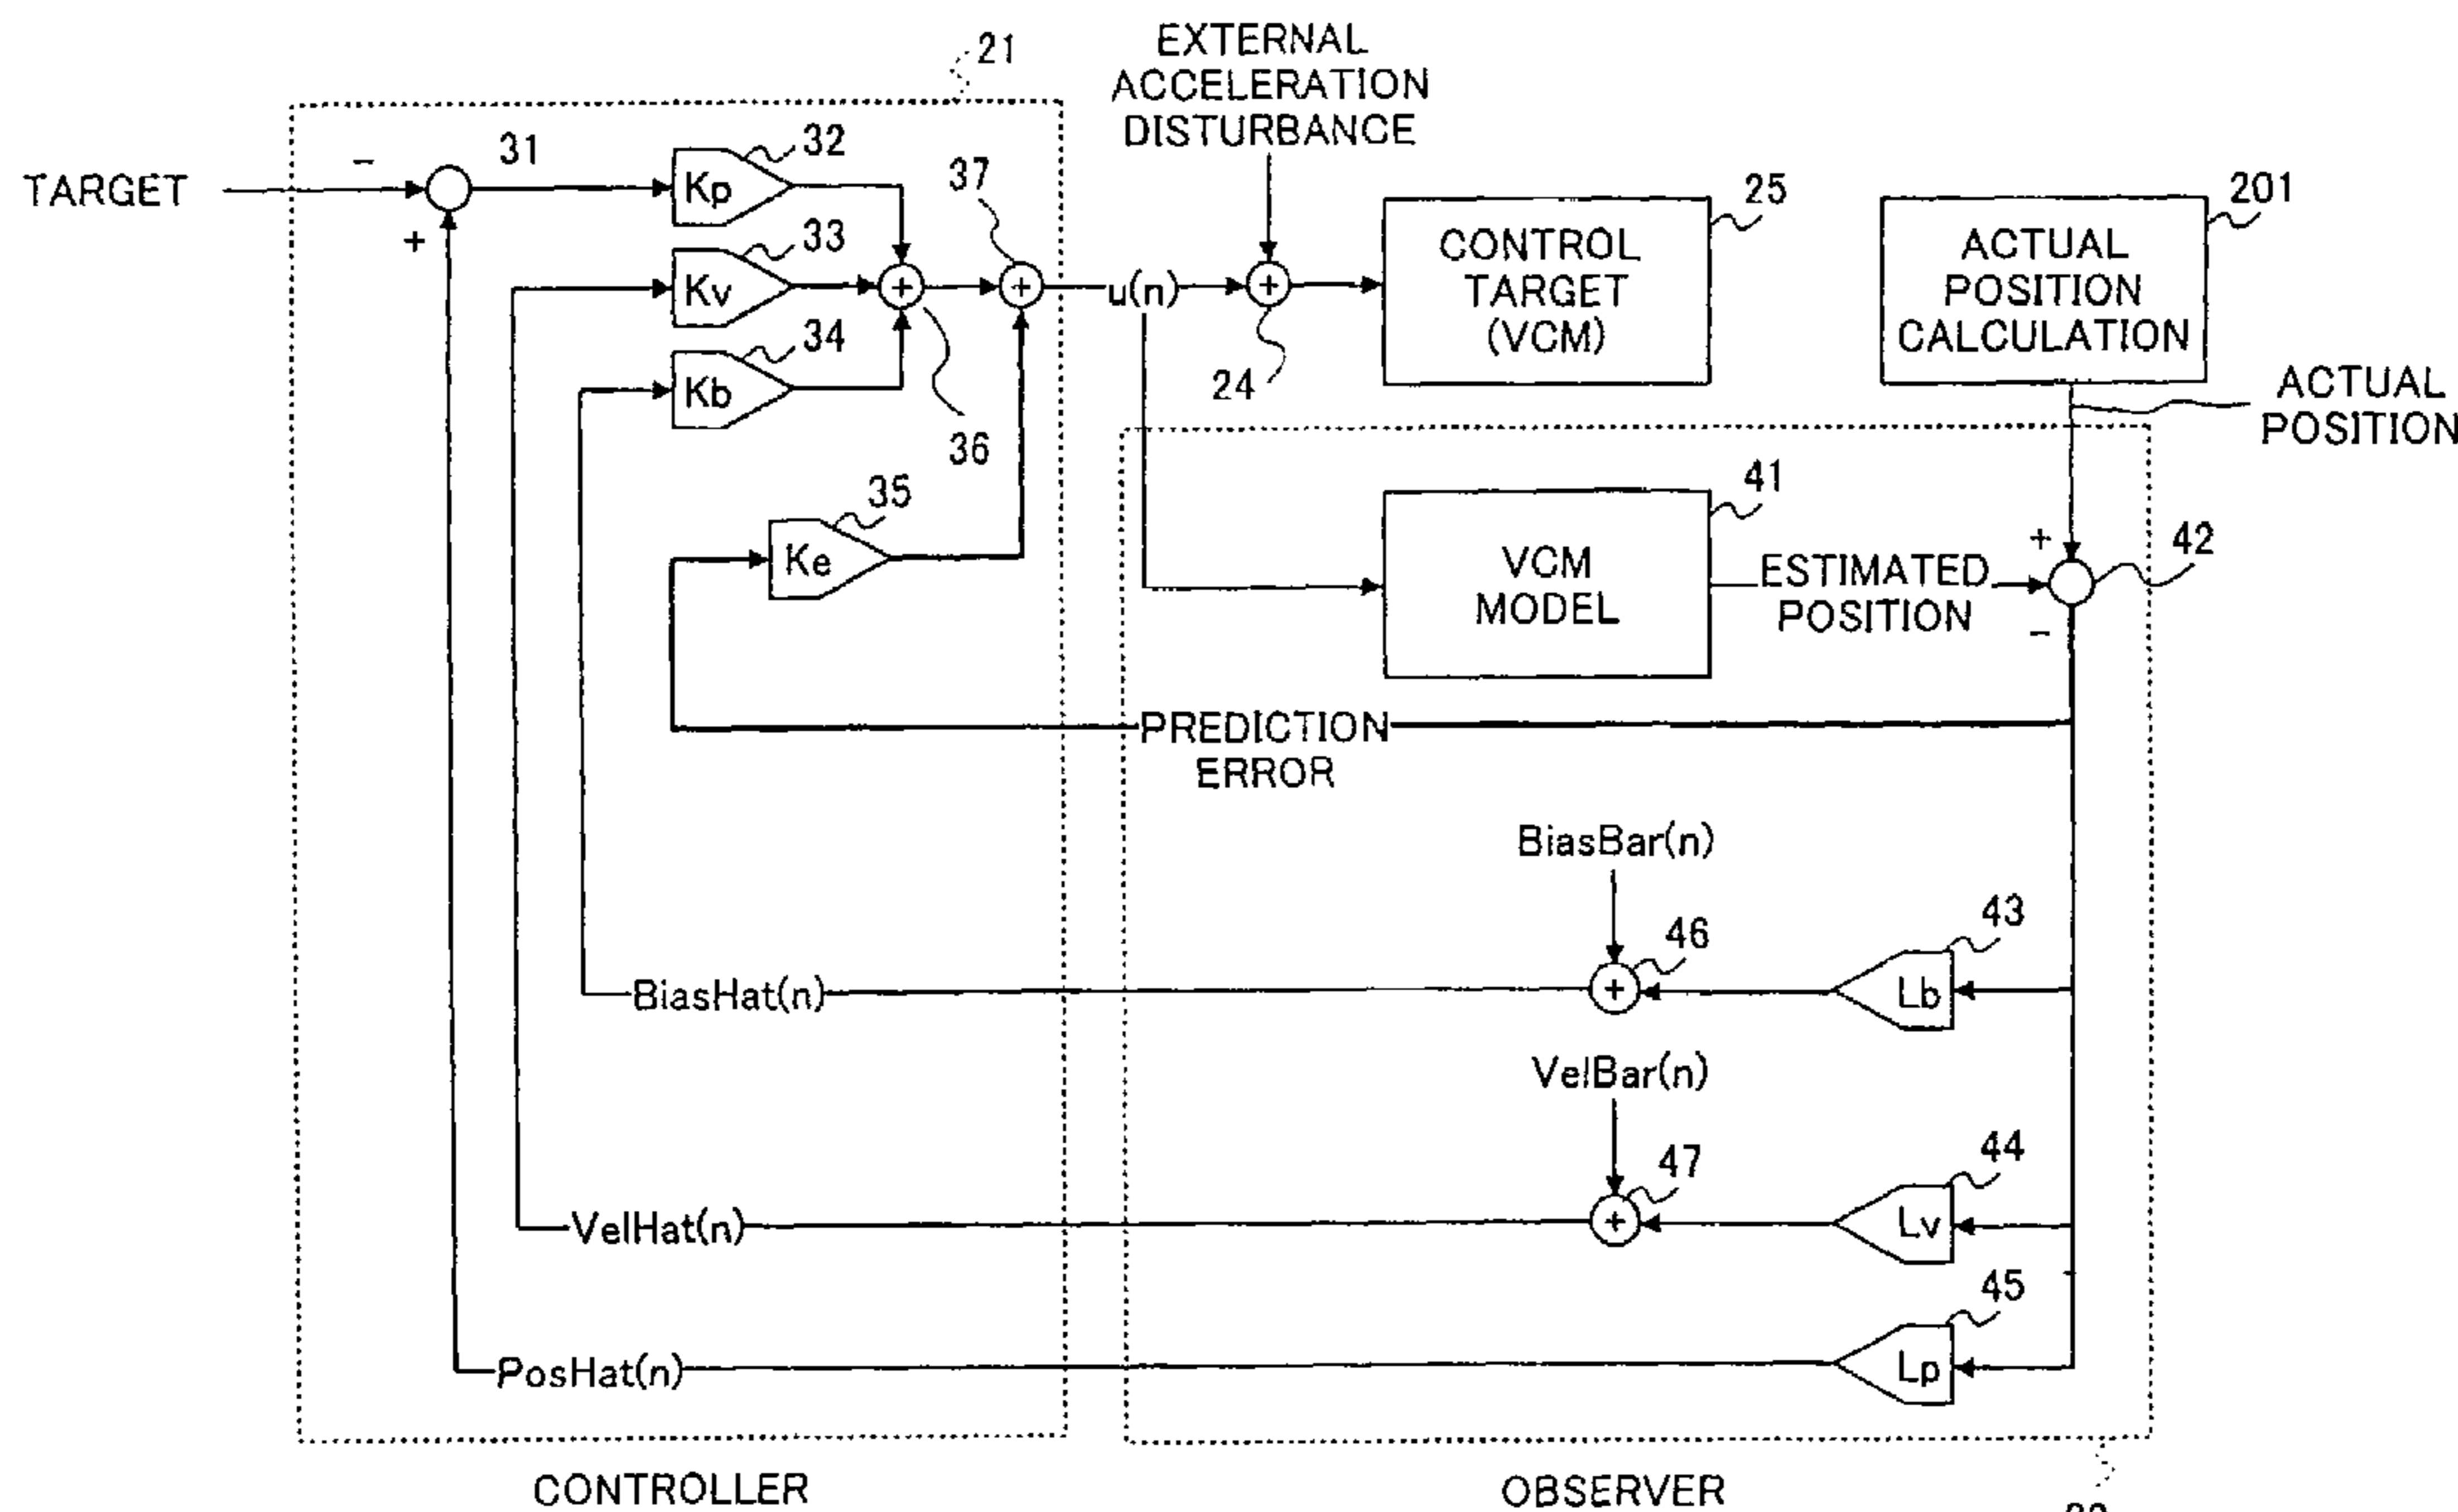 21
EXTERNAL
ACCELERATION
DISTURBANCE
TARGET
-
+
31
Kp
32
Kv
33
Kb
34
Ke
35
+
36
+
37
u(n)
+
24
CONTROL
TARGET
(VCM)
25
ACTUAL
POSITION
CALCULATION
201
ACTUAL
POSITION
VCM
MODEL
41
ESTIMATED
POSITION
+
-
42
PREDICTION
ERROR
BiasBar(n)
46
+
43
Lb
BiasHat(n)
VelBar(n)
47
+
44
Lv
VelHat(n)
45
Lp
PosHat(n)
CONTROLLER
OBSERVER